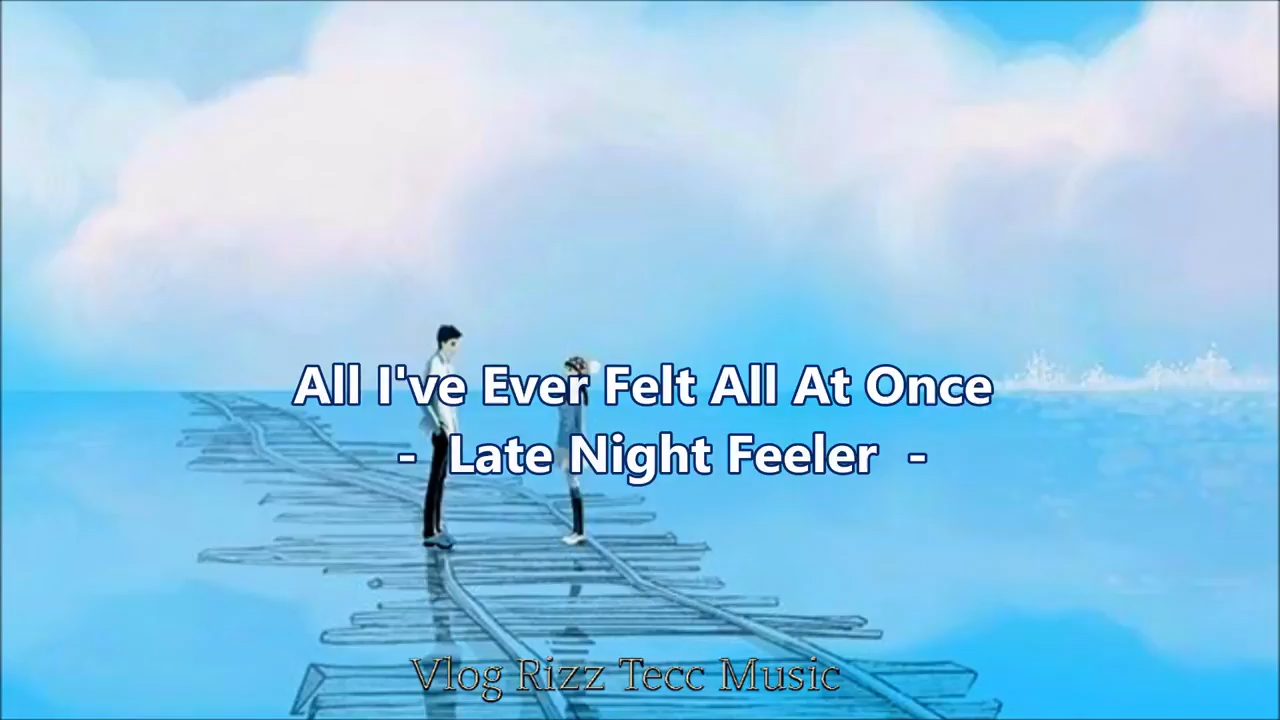 All I've Ever Felt All At Once
- Late Night Feeler -
Vlog Rizz Tecc Music